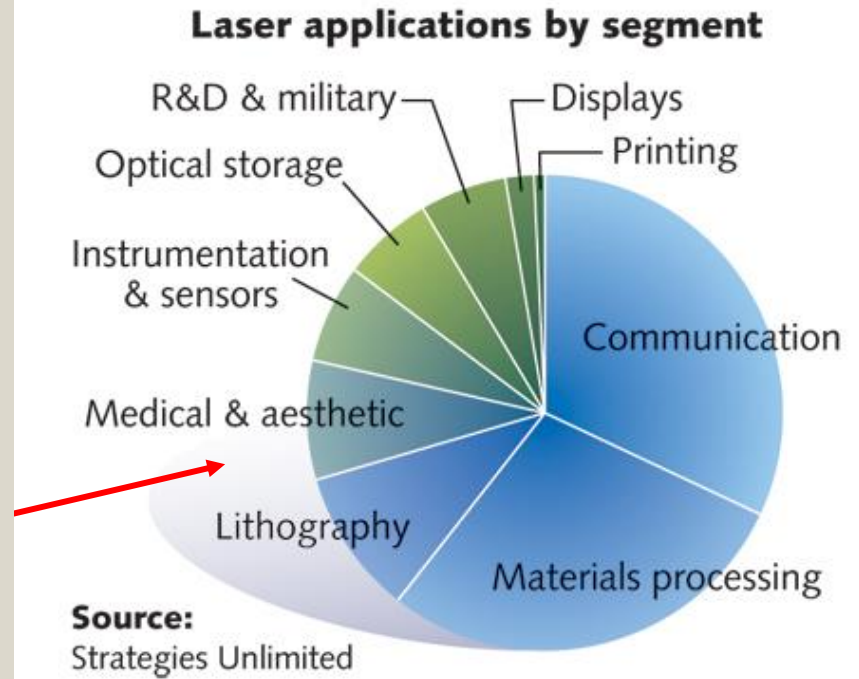 Laser applications by segment
R&D & military
Displays
Printing
Optical storage
Instrumentation
& sensors
Communication
Medical & aesthetic
Lithography
Materials processing
Source:
Strategies Unlimited